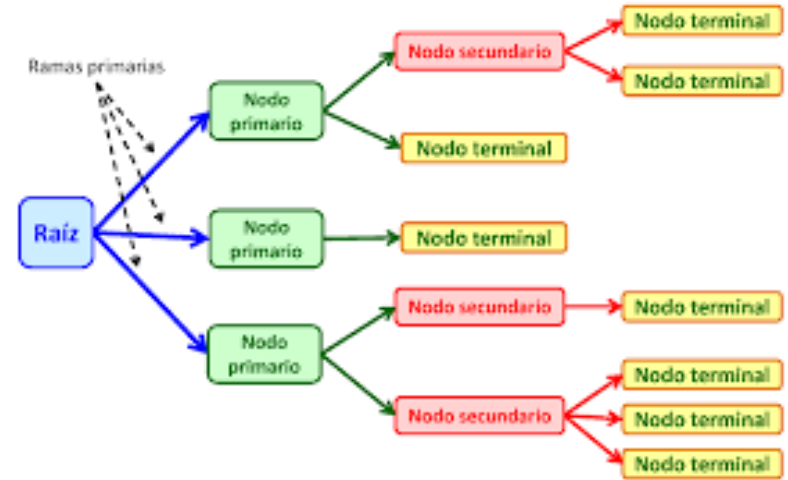 Nodo terminal
Nodo secundario
Nodo terminal
Ramas primarias
Nodo
primario
Nodo terminal
Raíz
Nodo
primario
Nodo terminal
Nodo secundario
Nodo terminal
Nodo
primario
Nodo terminal
Nodo secundario
Nodo terminal
Nodo terminal